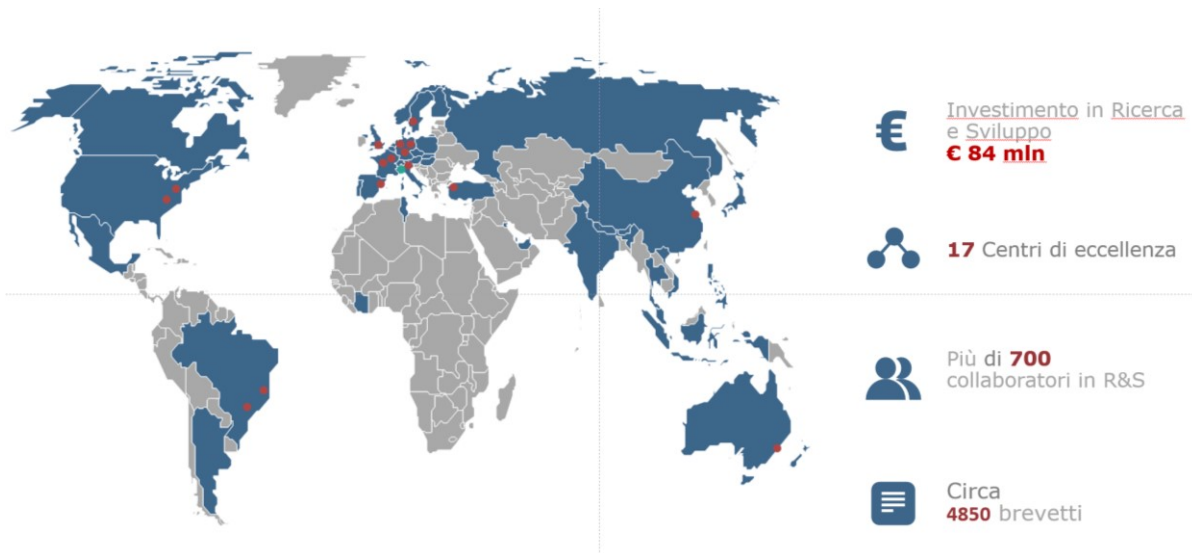 €
Investimento in Ricerca
e Sviluppo
€ 84 mln
17 Centri di eccellenza
Più di 700
collaboratori in R&S
Circa
4850 brevetti